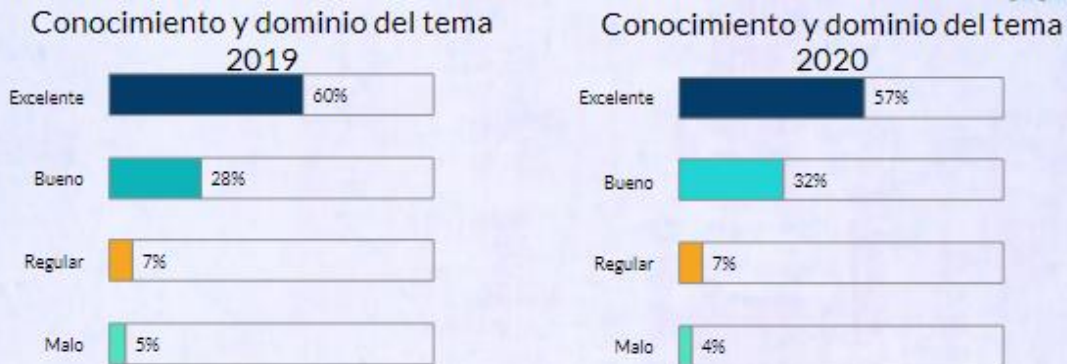 Conocimiento y dominio del tema
2019
Excelente 60%
Bueno 28%
Regular 7%
Malo 5%
Conocimiento y dominio del tema
2020
Excelente 57%
Bueno 32%
Regular 7%
Malo 4%